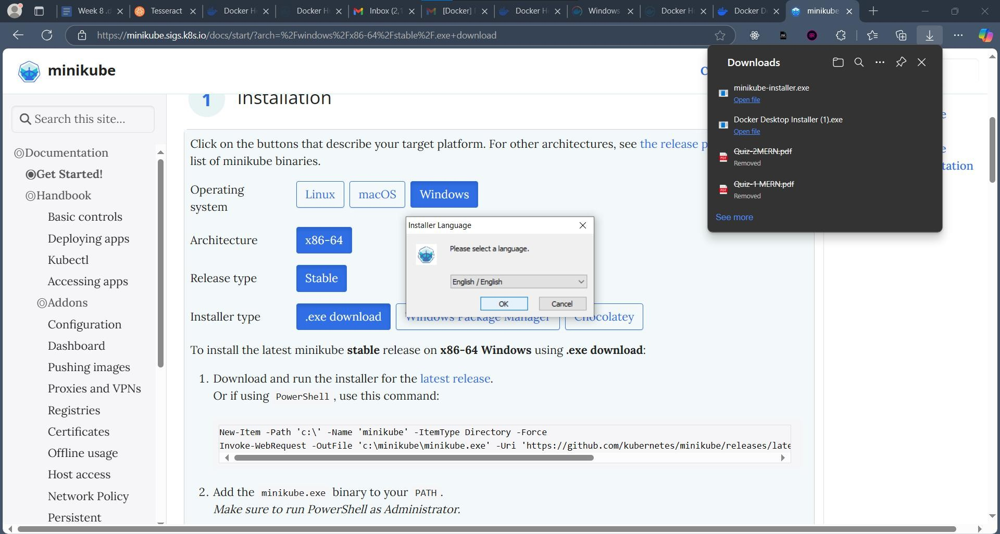 Week 8 .d
Tesseract
Docker H
Docker H
Inbox (2,1
[Docker]
Docker H
Windows
Docker H
Docker D
minikube
https://minikube.sigs.k8s.io/docs/start/?arch=%2Fwindows%2Fx86-64%2Fstable%2F.exe+download
minikube
Search this site...
Documentation
Get Started!
Handbook
Basic controls
Deploying apps
Kubectl
Accessing apps
Addons
Configuration
Dashboard
Pushing images
Proxies and VPNs
Registries
Certificates
Offline usage
Host access
Network Policy
Persistent
1 Installation
Click on the buttons that describe your target platform. For other architectures, see the release p
list of minikube binaries.
Operating
system
Linux
macOS
Windows
Architecture
x86-64
Release type
Stable
Installer type
.exe download
Windows Package Manager
Chocolatey
To install the latest minikube stable release on x86-64 Windows using .exe download:
1. Download and run the installer for the latest release.
Or if using PowerShell , use this command:
New-Item -Path 'c:\' -Name 'minikube' -ItemType Directory -Force
Invoke-WebRequest -OutFile 'c:\minikube\minikube.exe' -Uri 'https://github.com/kubernetes/minikube/releases/late
2. Add the minikube.exe binary to your PATH .
Make sure to run PowerShell as Administrator.
Installer Language
Please select a language.
English / English
OK
Cancel
Downloads
minikube-installer.exe
Open file
Docker Desktop Installer (1).exe
Open file
Quiz-2MERN.pdf
Removed
Quiz-1 MERN.pdf
Removed
See more
tation